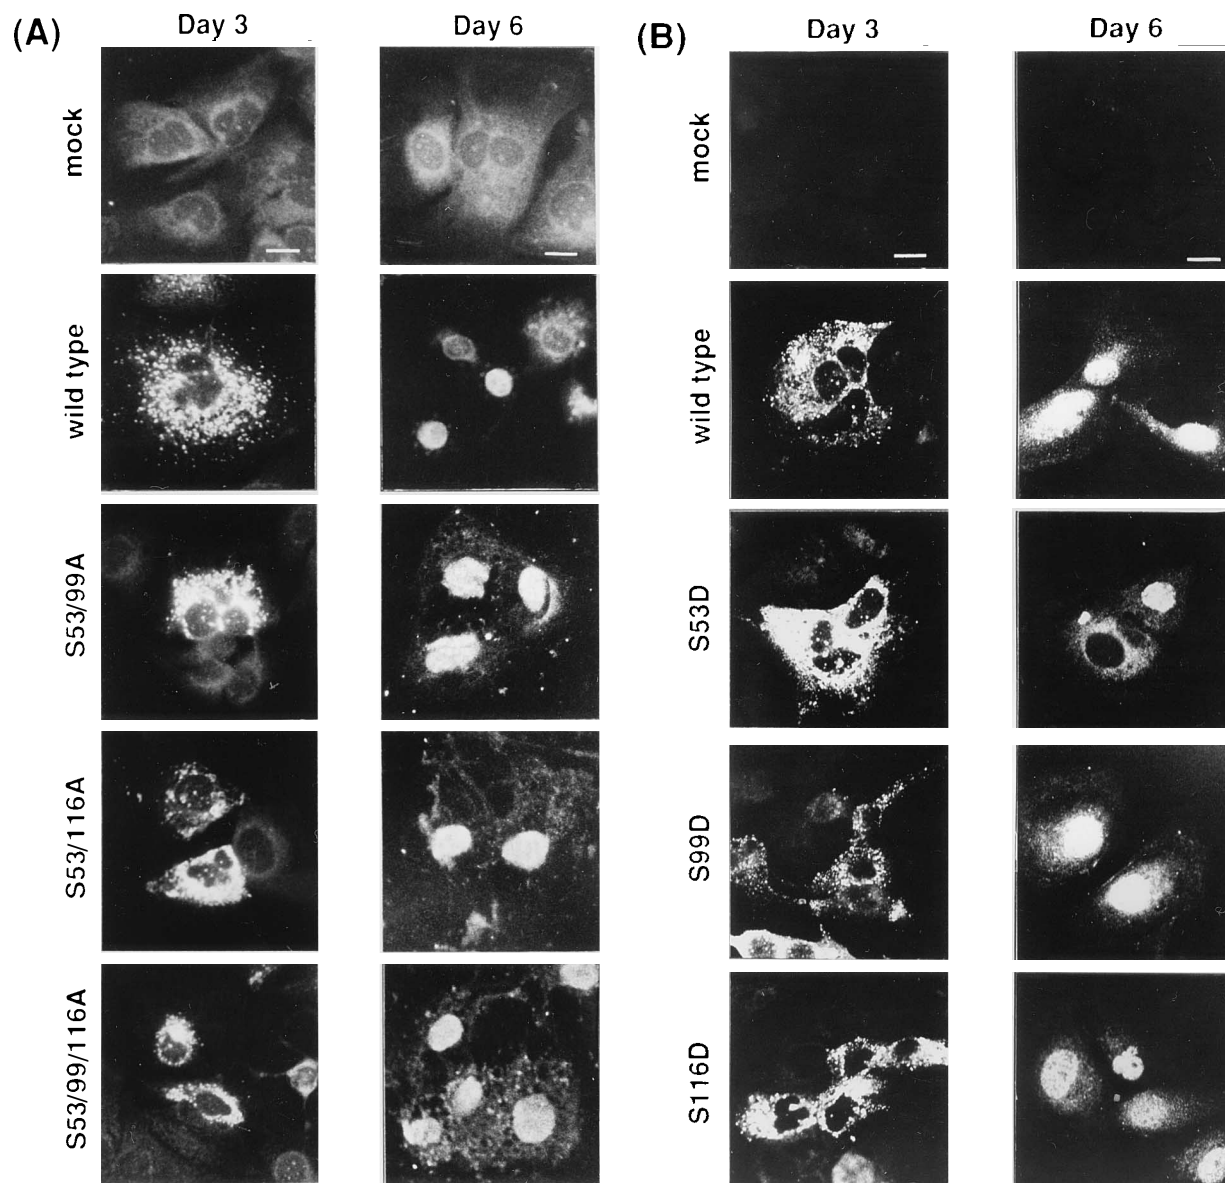 (A) Day 3 Day 6 (B) Day 3 Day 6
mock mock
wild type wild type
S53/99A S53D
S53/116A S99D
S53/99/116A S116D